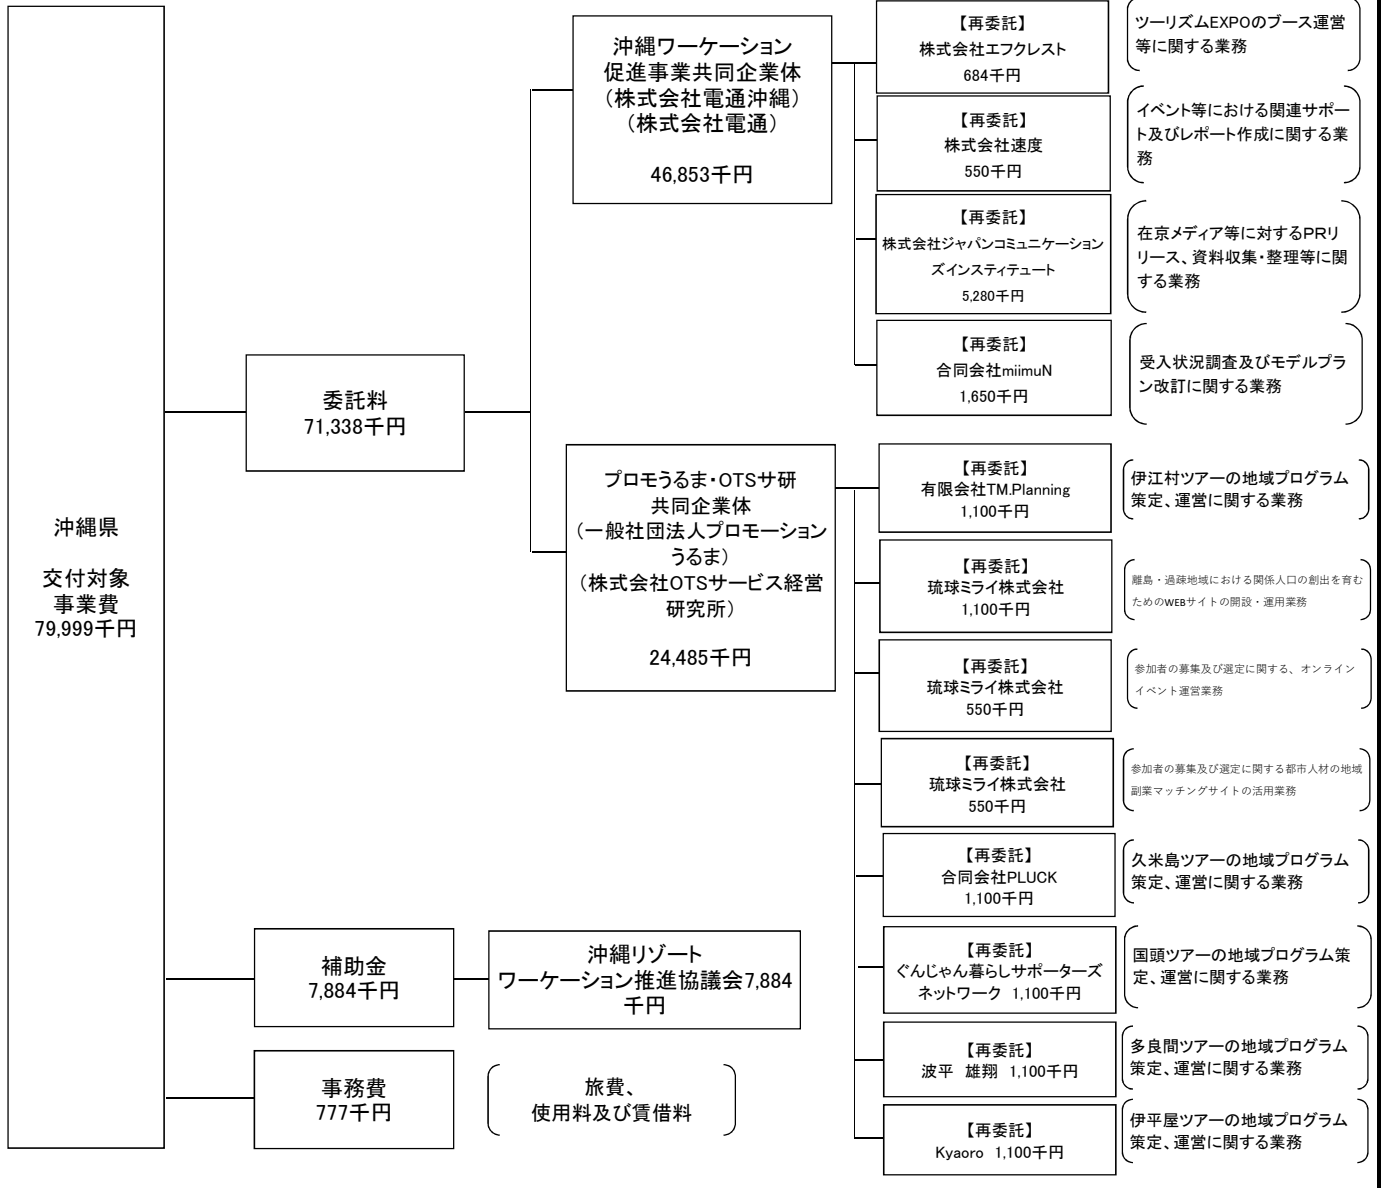 沖縄県
交付対象
事業費
79,999千円
委託料
71,338千円
沖縄ワーケーション
促進事業共同企業体
（株式会社電通沖縄）
（株式会社電通）
46,853千円
【再委託】
株式会社エフクレスト
684千円
ツーリズムEXPOのブース運営
等に関する業務
【再委託】
株式会社速度
550千円
イベント等における関連サポー
ト及びレポート作成に関する業
務
【再委託】
株式会社ジャパンコミュニケーション
ズインスティテュート
5,280千円
在京メディア等に対するPRリ
リース、資料収集・整理等に関
する業務
【再委託】
合同会社miimuN
1,650千円
受入状況調査及びモデルプラ
ン改訂に関する業務
プロモうるま・OTSサ研
共同企業体
（一般社団法人プロモーション
うるま）
（株式会社OTSサービス経営
研究所）
24,485千円
【再委託】
有限会社TM.Planning
1,100千円
伊江村ツアーの地域プログラム
策定、運営に関する業務
【再委託】
琉球ミライ株式会社
1,100千円
離島・過疎地域における関係人口の創出を育む
ためのWEBサイトの開設・運用業務
【再委託】
琉球ミライ株式会社
550千円
参加者の募集及び選定に関する、オンライン
イベント運営業務
【再委託】
琉球ミライ株式会社
550千円
参加者の募集及び選定に関する都市人材の地域
副業マッチングサイトの活用業務
【再委託】
合同会社PLUCK
1,100千円
久米島ツアーの地域プログラム
策定、運営に関する業務
【再委託】
ぐんじゃん暮らしサポーターズ
ネットワーク 1,100千円
国頭ツアーの地域プログラム策
定、運営に関する業務
【再委託】
波平 雄翔 1,100千円
多良間ツアーの地域プログラム
策定、運営に関する業務
【再委託】
Kyaoro 1,100千円
伊平屋ツアーの地域プログラム
策定、運営に関する業務
補助金
7,884千円
沖縄リゾート
ワーケーション推進協議会7,884
千円
事務費
777千円
旅費、
使用料及び賃借料